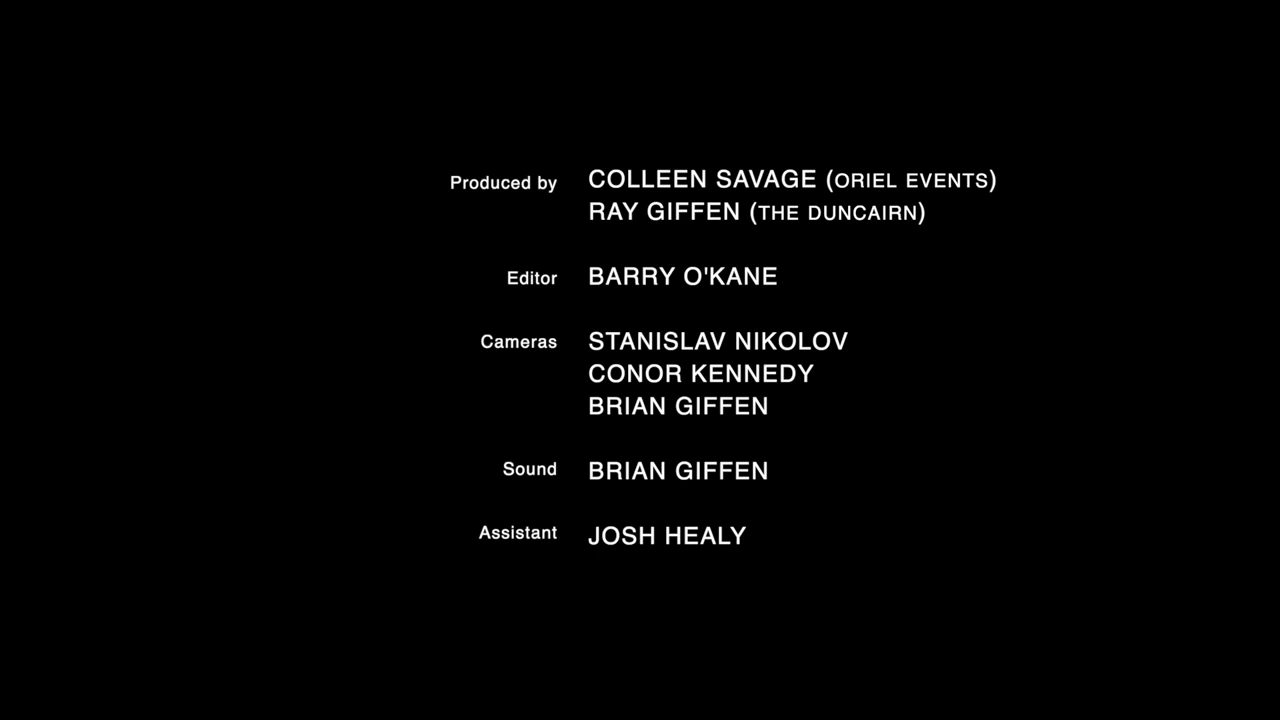 Produced by COLLEEN SAVAGE (ORIEL EVENTS)
RAY GIFFEN (THE DUNCAIRN)
Editor BARRY O'KANE
Cameras STANISLAV NIKOLOV
CONOR KENNEDY
BRIAN GIFFEN
Sound BRIAN GIFFEN
Assistant JOSH HEALY